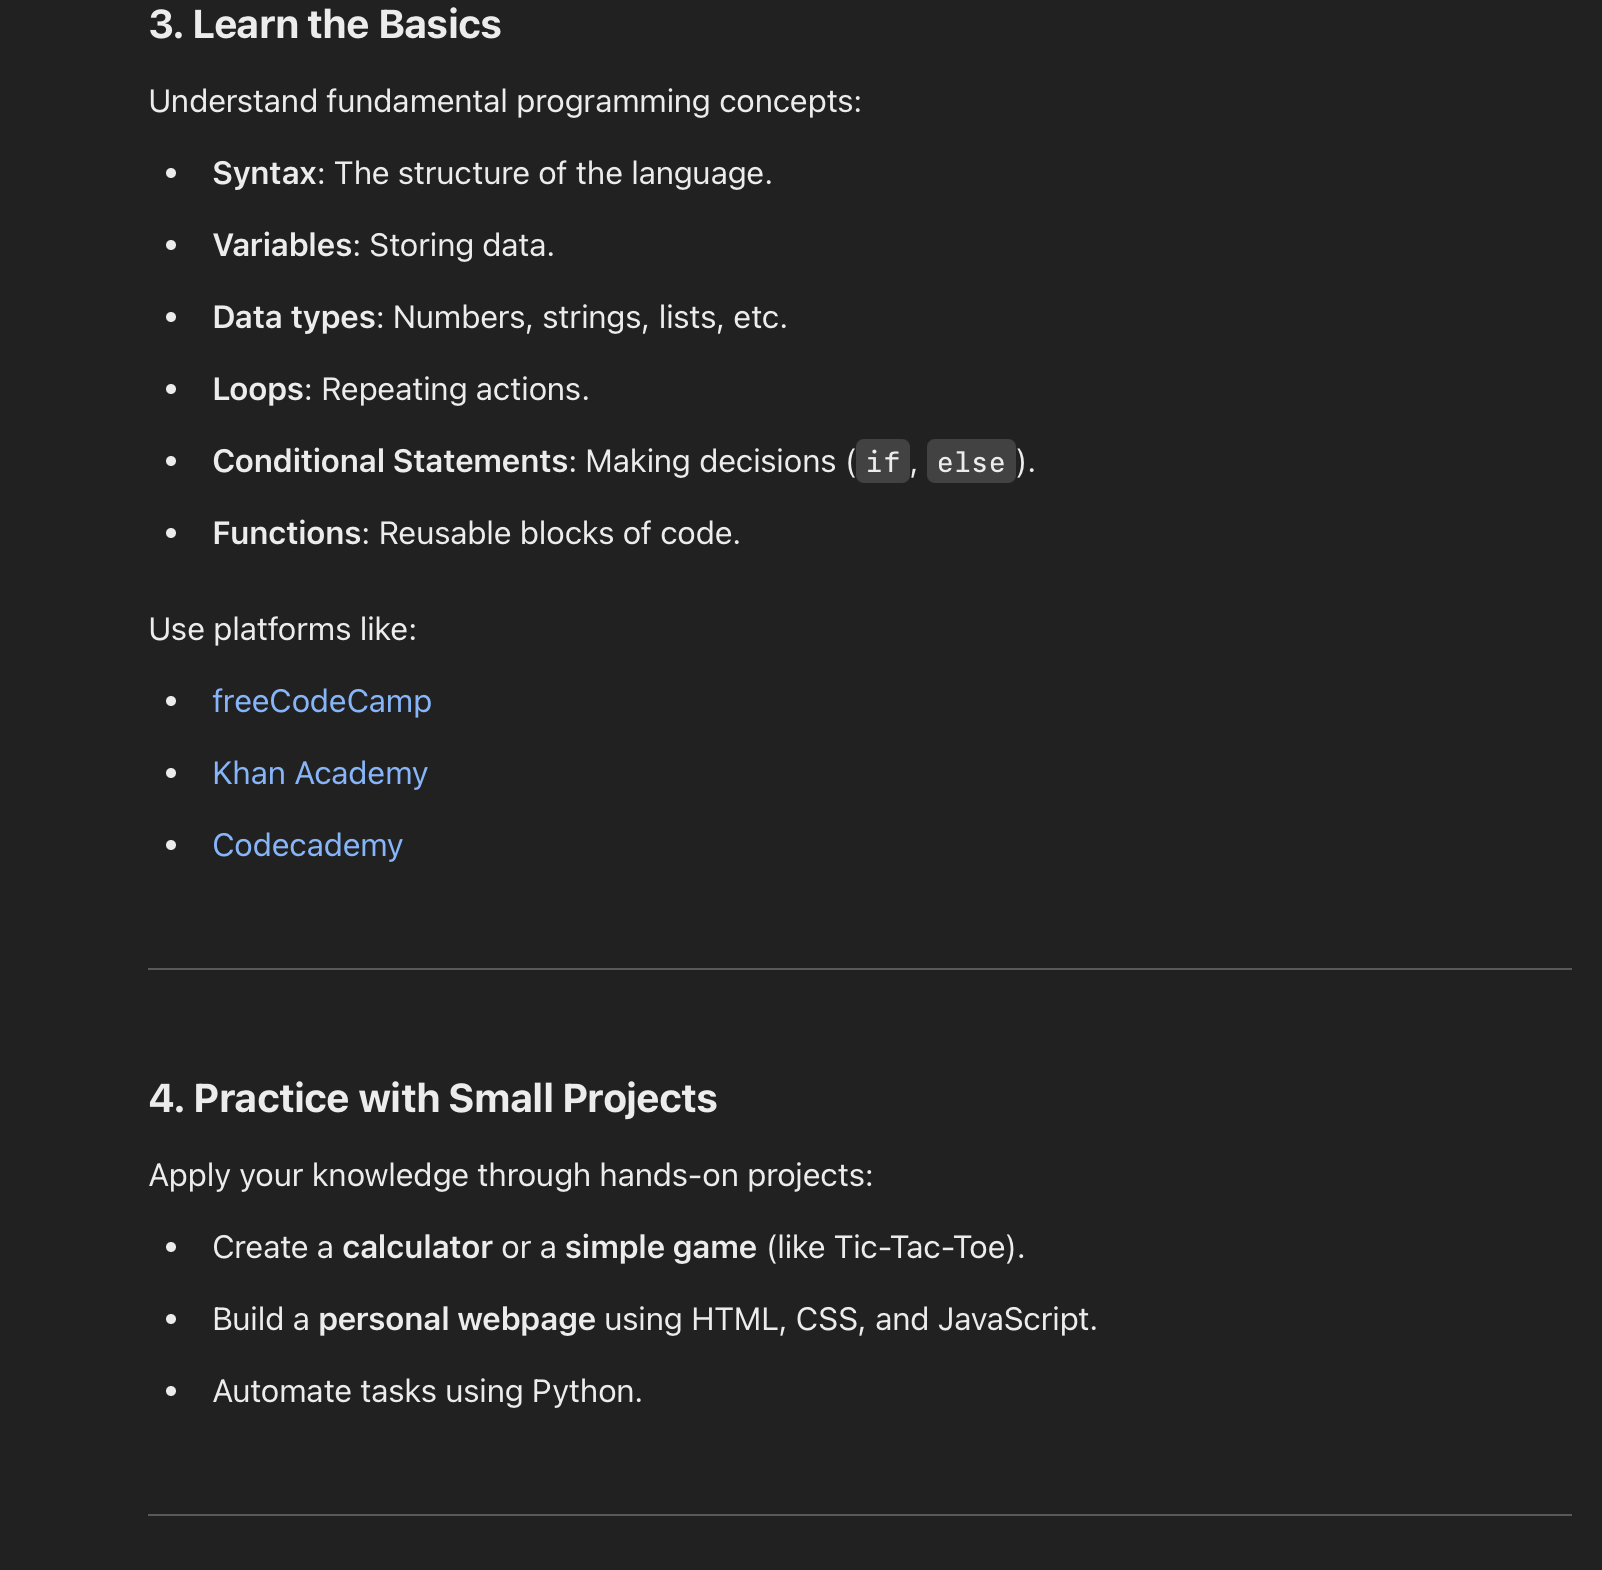 3. Learn the Basics
Understand fundamental programming concepts:
• Syntax: The structure of the language.
• Variables: Storing data.
• Data types: Numbers, strings, lists, etc.
• Loops: Repeating actions.
• Conditional Statements: Making decisions (if, else).
• Functions: Reusable blocks of code.
Use platforms like:
• freeCodeCamp
• Khan Academy
• Codecademy
4. Practice with Small Projects
Apply your knowledge through hands-on projects:
• Create a calculator or a simple game (like Tic-Tac-Toe).
• Build a personal webpage using HTML, CSS, and JavaScript.
• Automate tasks using Python.